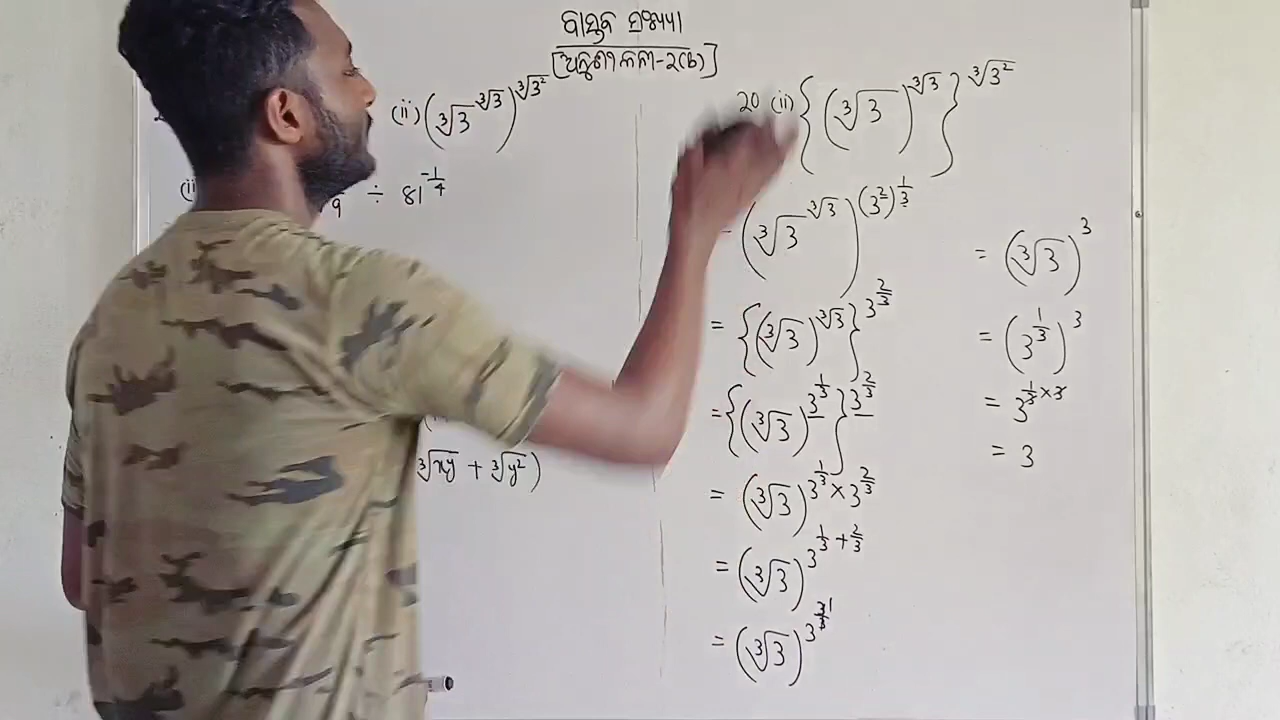 ବାସ୍ତବ ସଂଖ୍ୟା
[ଅନୁଶୀଳନୀ-୨(b)]
(ii) (∛3^∛3)^∛3²
÷ 81^(-1/4)
∛xy + ∛y²)
20 (ii) {(∛3)^∛3}^∛3²
= (∛3^∛3)^(3²)^(1/3)
= {(∛3)^∛3}^3^(2/3)
= {(∛3)^3^(1/3)}^3^(2/3)
= (∛3)^3^(1/3) × 3^(2/3)
= (∛3)^3^(1/3 + 2/3)
= (∛3)^3^(3/3) 1
= (∛3)^3
= (3^(1/3))^3
= 3^(1/3 × 3)
= 3